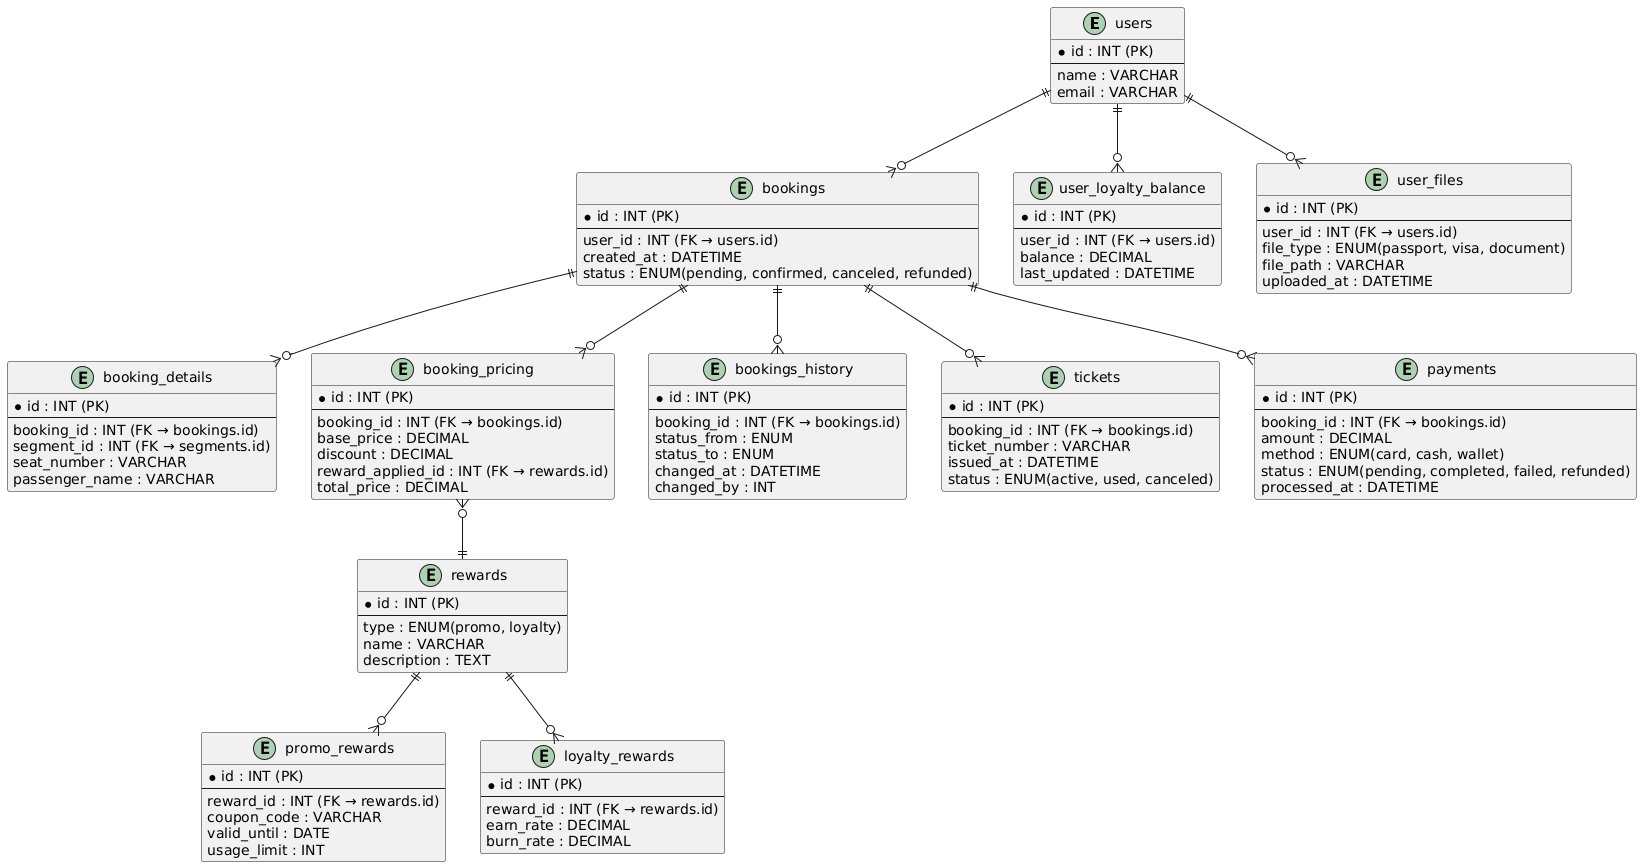 E users
* id : INT (PK)
name : VARCHAR
email : VARCHAR
E bookings
* id : INT (PK)
user_id : INT (FK → users.id)
created_at : DATETIME
status : ENUM(pending, confirmed, canceled, refunded)
E user_loyalty_balance
* id : INT (PK)
user_id : INT (FK → users.id)
balance : DECIMAL
last_updated : DATETIME
E user_files
* id : INT (PK)
user_id : INT (FK → users.id)
file_type : ENUM(passport, visa, document)
file_path : VARCHAR
uploaded_at : DATETIME
E booking_details
* id : INT (PK)
booking_id : INT (FK → bookings.id)
segment_id : INT (FK → segments.id)
seat_number : VARCHAR
passenger_name : VARCHAR
E booking_pricing
* id : INT (PK)
booking_id : INT (FK → bookings.id)
base_price : DECIMAL
discount : DECIMAL
reward_applied_id : INT (FK → rewards.id)
total_price : DECIMAL
E bookings_history
* id : INT (PK)
booking_id : INT (FK → bookings.id)
status_from : ENUM
status_to : ENUM
changed_at : DATETIME
changed_by : INT
E tickets
* id : INT (PK)
booking_id : INT (FK → bookings.id)
ticket_number : VARCHAR
issued_at : DATETIME
status : ENUM(active, used, canceled)
E payments
* id : INT (PK)
booking_id : INT (FK → bookings.id)
amount : DECIMAL
method : ENUM(card, cash, wallet)
status : ENUM(pending, completed, failed, refunded)
processed_at : DATETIME
E rewards
* id : INT (PK)
type : ENUM(promo, loyalty)
name : VARCHAR
description : TEXT
E promo_rewards
* id : INT (PK)
reward_id : INT (FK → rewards.id)
coupon_code : VARCHAR
valid_until : DATE
usage_limit : INT
E loyalty_rewards
* id : INT (PK)
reward_id : INT (FK → rewards.id)
earn_rate : DECIMAL
burn_rate : DECIMAL